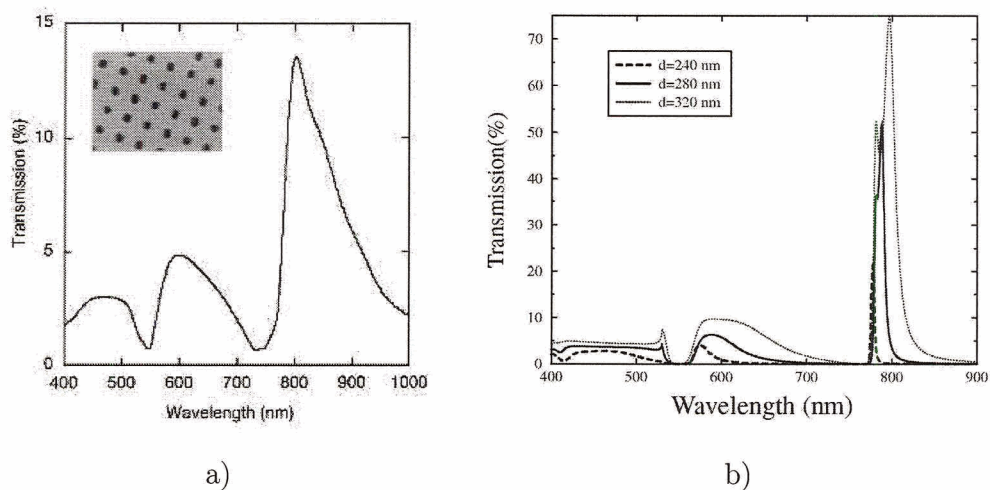 15
10
5
0
Transmission (%)
400 500 600 700 800 900 1000
Wavelength (nm)
a)
70
60
50
40
30
20
10
0
Transmission(%)
d=240 nm
d=280 nm
d=320 nm
400 500 600 700 800 900
Wavelength (nm)
b)